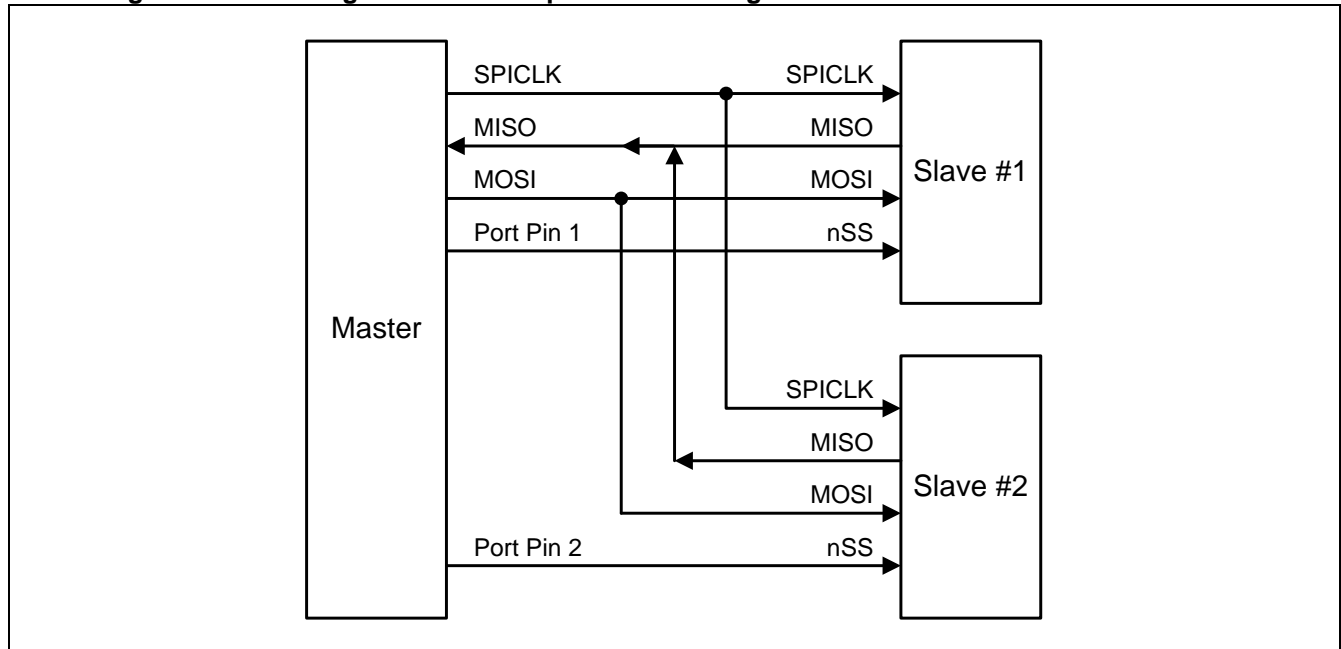 SPICLK SPICLK
MISO MISO
MOSI MOSI
Slave #1
Port Pin 1 nSS
Master
SPICLK
MISO
MOSI
Slave #2
Port Pin 2 nSS